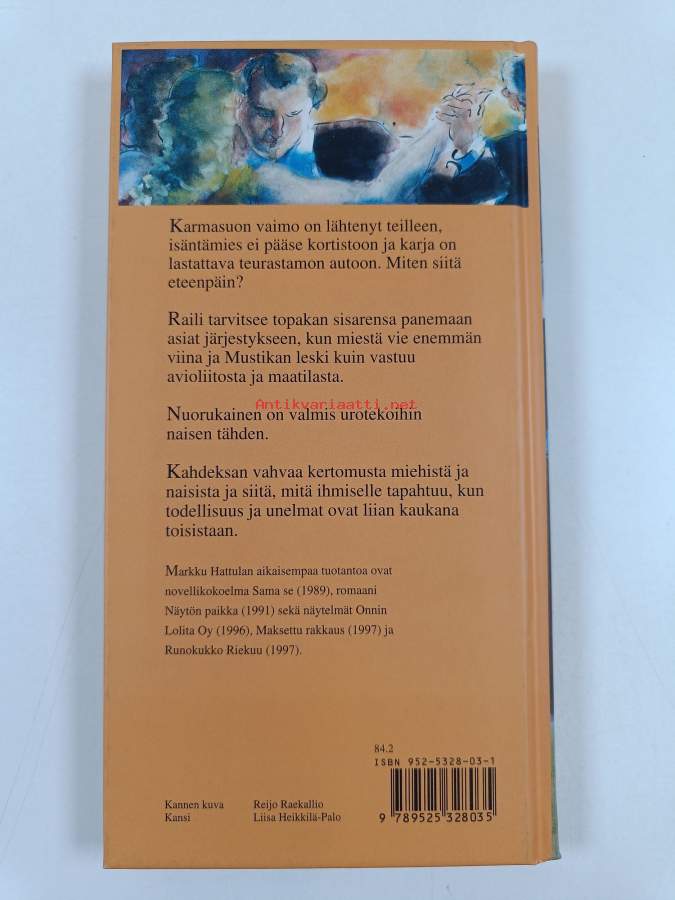 Karmasuon vaimo on lähtenyt teilleen,
isäntämies ei pääse kortistoon ja karja on
lastattava teurastamon autoon. Miten siitä
eteenpäin?
Raili tarvitsee topakan sisarensa panemaan
asiat järjestykseen, kun miestä vie enemmän
viina ja Mustikan leski kuin vastuu
avioliitosta ja maatilasta.
Antikvariaatti.net
Nuorukainen on valmis urotekoihin
naisen tähden.
Kahdeksan vahvaa kertomusta miehistä ja
naisista ja siitä, mitä ihmiselle tapahtuu, kun
todellisuus ja unelmat ovat liian kaukana
toisistaan.
Markku Hattulan aikaisempaa tuotantoa ovat
novellikokoelma Sama se (1989), romaani
Näytön paikka (1991) sekä näytelmät Onnin
Lolita Oy (1996), Maksettu rakkaus (1997) ja
Runokukko Riekuu (1997).
84.2
ISBN 952-5328-03-1
Kannen kuva Reijo Raekallio
Kansi Liisa Heikkilä-Palo
9 789525 328035